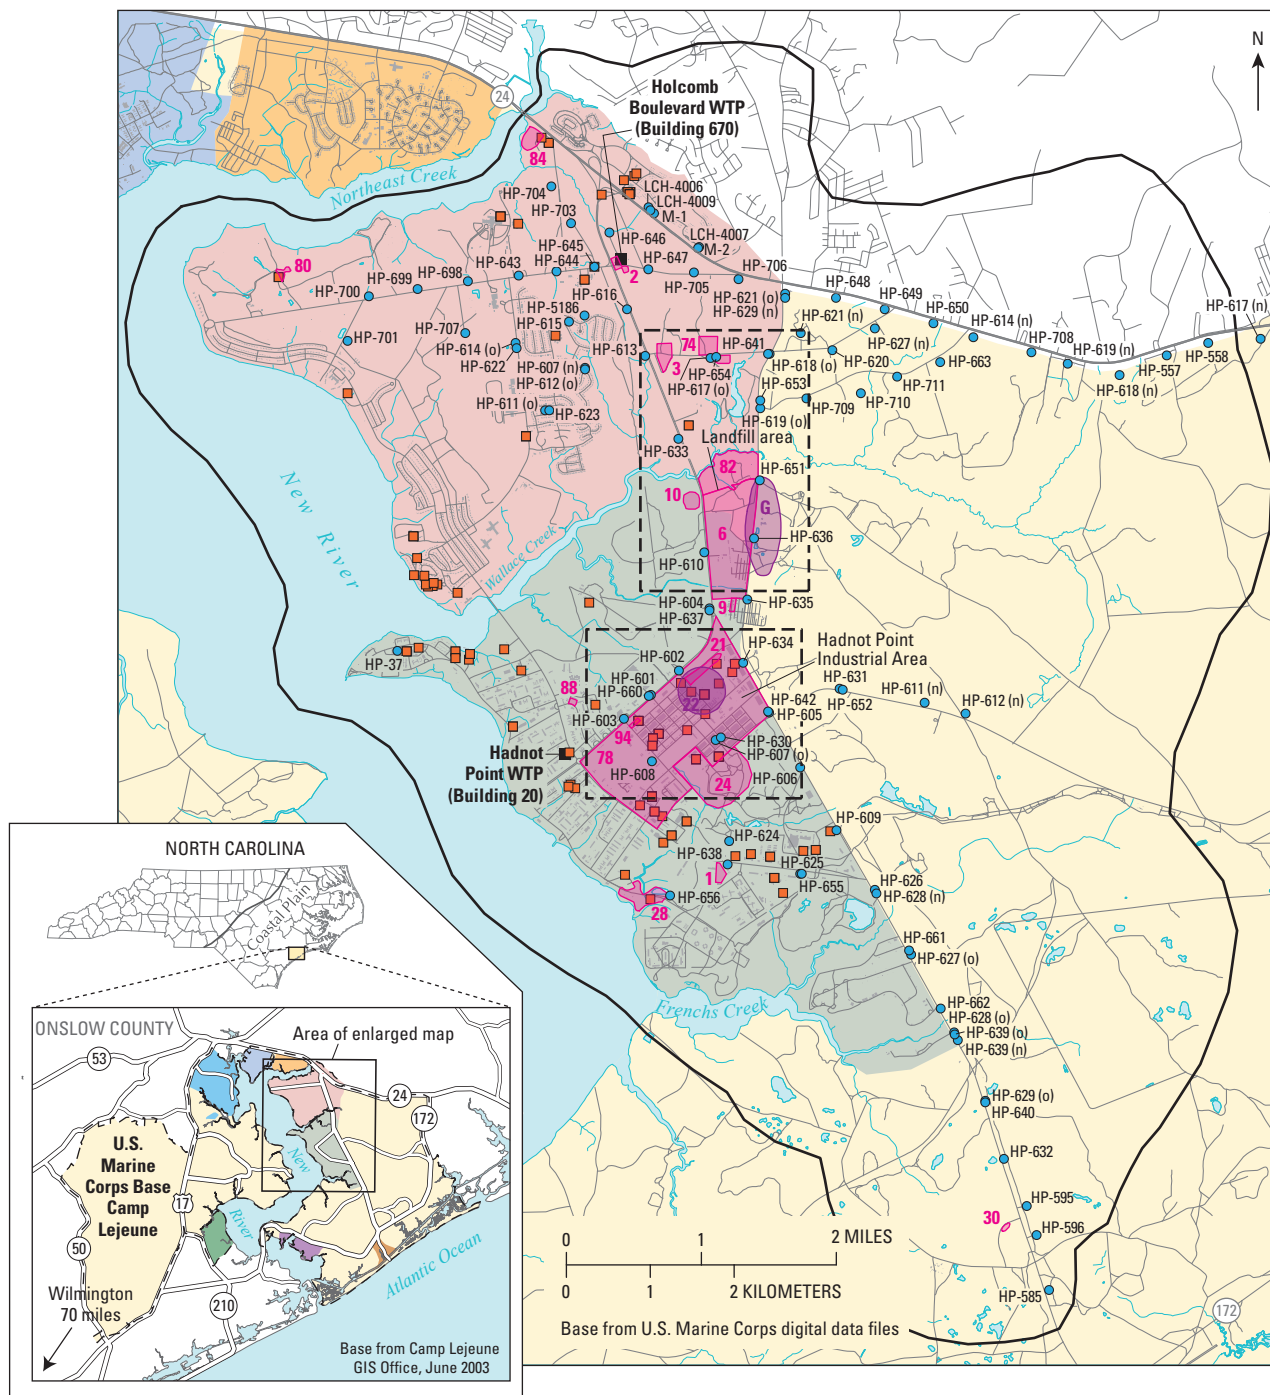 N
24
Holcomb
Boulevard WTP
(Building 670)
Northeast Creek
84
LCH-4006
LCH-4009
M-1
LCH-4007
M-2
HP-704
HP-703
HP-645
HP-644
HP-646
HP-647
2
HP-705
HP-706
80
HP-699
HP-698
HP-643
HP-700
HP-616
HP-5186
HP-615
HP-621 (o)
HP-629 (n)
HP-648
HP-649
HP-650
HP-614 (n)
HP-617 (n)
HP-621 (n)
HP-627 (n)
HP-708
HP-619 (n)
HP-558
HP-557
HP-618 (n)
HP-701
HP-707
HP-614 (o)
HP-622
HP-607 (n)
HP-612 (o)
HP-611 (o)
HP-623
HP-613
74
3
HP-641
HP-654
HP-617 (o)
HP-618 (o)
HP-620
HP-663
HP-711
HP-710
HP-653
HP-709
HP-619 (o)
HP-633
Landfill area
82
HP-651
10
G
6
HP-636
HP-610
New River
Wallace Creek
HP-604
HP-637
9
HP-635
HP-37
21
HP-634
Hadnot Point
Industrial Area
HP-602
HP-601
HP-660
22
88
HP-603
94
78
HP-631
HP-652
HP-611 (n)
HP-612 (n)
HP-642
HP-605
HP-630
HP-607 (o)
HP-606
HP-608
24
Hadnot
Point WTP
(Building 20)
HP-609
HP-624
HP-638
HP-625
1
HP-655
HP-626
HP-628 (n)
HP-656
28
HP-661
HP-627 (o)
Frenchs Creek
HP-662
HP-628 (o)
HP-639 (o)
HP-639 (n)
HP-629 (o)
HP-640
HP-632
HP-595
30
HP-596
HP-585
172
0 1 2 MILES
0 1 2 KILOMETERS
Base from U.S. Marine Corps digital data files
NORTH CAROLINA
Coastal Plain
ONSLOW COUNTY
Area of enlarged map
53
24
172
U.S.
Marine
Corps Base
Camp
Lejeune
17
New
River
50
210
Wilmington
70 miles
Atlantic Ocean
Base from Camp Lejeune
GIS Office, June 2003